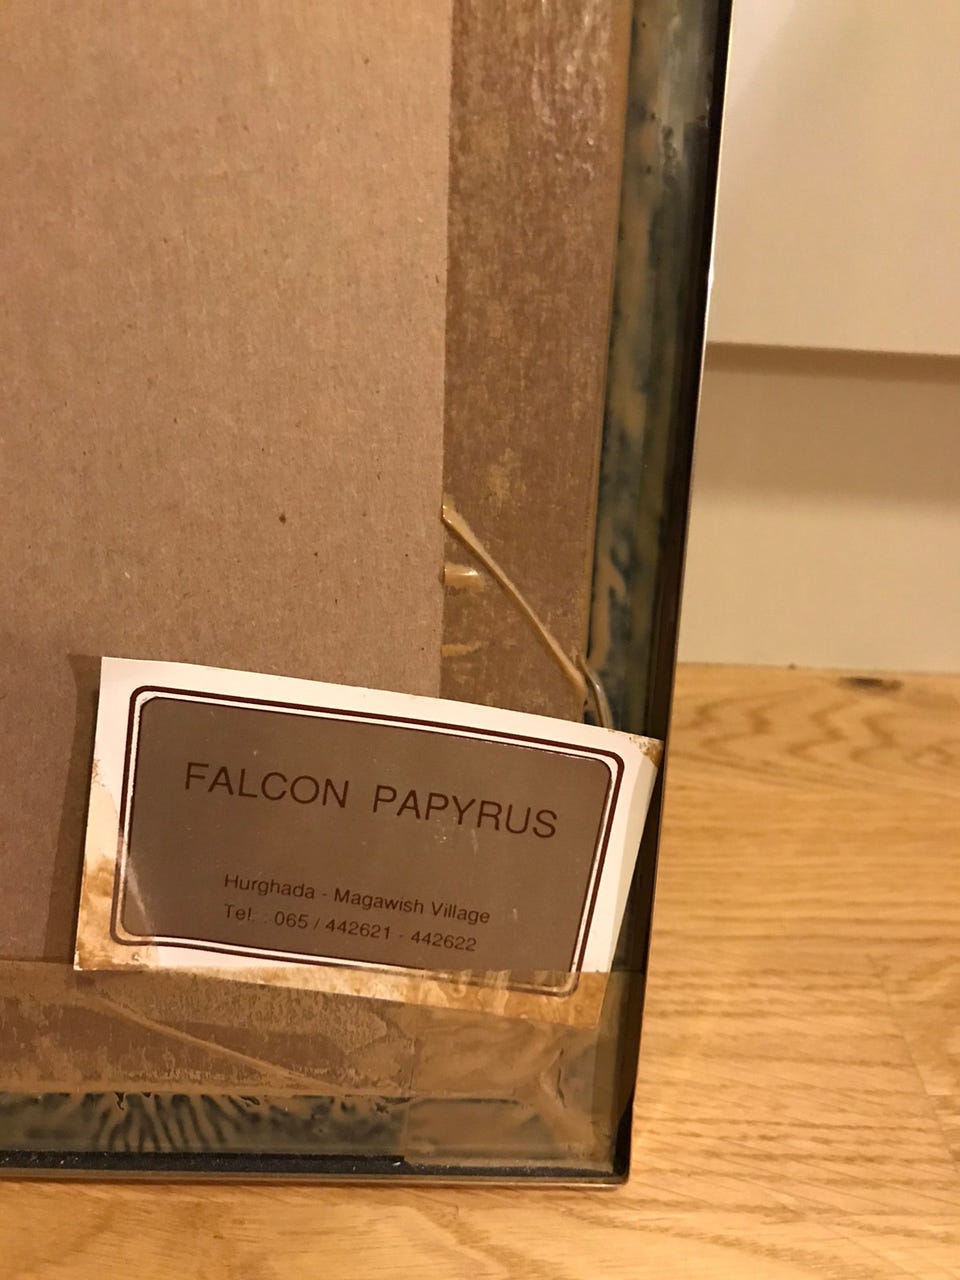 FALCON PAPYRUS
Hurghada - Magawish Village
Tel. : 065 / 442621 - 442622